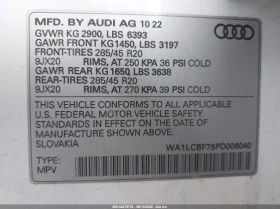 MFD. BY AUDI AG 10 22
GVWR KG 2900, LBS 6393
GAWR FRONT KG1450, LBS 3197
FRONT-TIRES 285/45 R20
9JX20 RIMS, AT 250 KPA 36 PSI COLD
GAWR REAR KG 1650, LBS 3638
REAR-TIRES 285/45 R20
9JX20 RIMS, AT 270 KPA 39 PSI COLD
THIS VEHICLE CONFORMS TO ALL APPLICABLE
U.S. FEDERAL MOTOR VEHICLE SAFETY
STANDARDS IN EFFECT ON THE DATE OF
MANUFACTURE SHOWN ABOVE.
SLOVAKIA WA1LCBF75PD006040
TYPE:
MPV